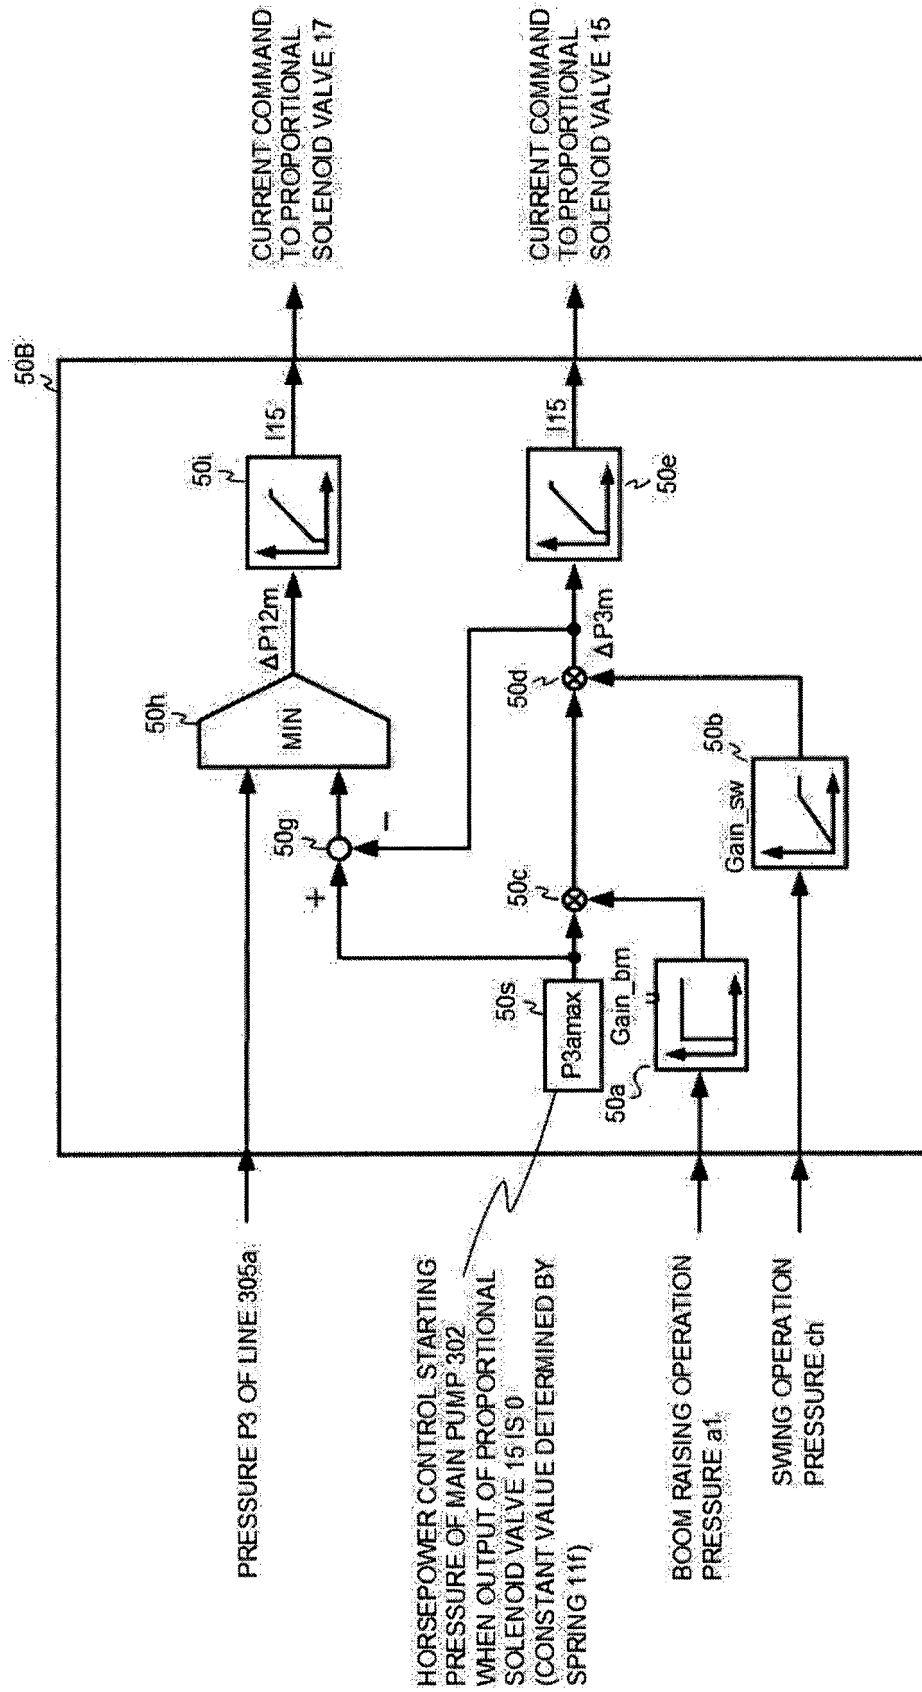 50B
PRESSURE P3 OF LINE 305a
50h
MIN
ΔP12m
50i
I15
CURRENT COMMAND
TO PROPORTIONAL
SOLENOID VALVE 17
+
50g
−
HORSEPOWER CONTROL STARTING
PRESSURE OF MAIN PUMP 302
WHEN OUTPUT OF PROPORTIONAL
SOLENOID VALVE 15 IS 0
(CONSTANT VALUE DETERMINED BY
SPRING 11f)
50s
P3amax
50c
50d
ΔP3m
50e
I15
CURRENT COMMAND
TO PROPORTIONAL
SOLENOID VALVE 15
BOOM RAISING OPERATION
PRESSURE a1
50a
Gain_bm
SWING OPERATION
PRESSURE ch
Gain_sw
50b